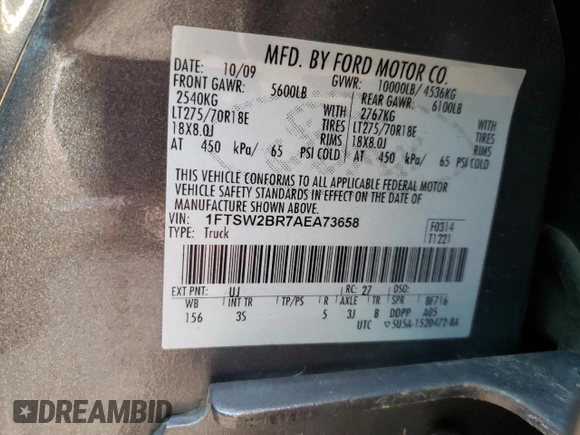 MFD. BY FORD MOTOR CO.
DATE: 10/09 GVWR: 10000LB/ 4536KG
FRONT GAWR: 5600LB REAR GAWR: 6100LB
2540KG WITH 2767KG WITH
LT275/70R18E TIRES LT275/70R18E TIRES
18X8.0J RIMS 18X8.0J RIMS
AT 450 kPa/ 65 PSI COLD AT 450 kPa/ 65 PSI COLD
THIS VEHICLE CONFORMS TO ALL APPLICABLE FEDERAL MOTOR
VEHICLE SAFETY STANDARDS IN EFFECT ON THE DATE OF
MANUFACTURE SHOWN ABOVE.
VIN: 1FTSW2BR7AEA73658 F0314
TYPE: Truck T1221
EXT PNT: UJ RC: 27 DSO:
WB INT TR TP/PS R AXLE TR SPR BF716
156 3S 5 3J B DDPP A05
UTC 5U5A-1520472-BA
DREAMBID